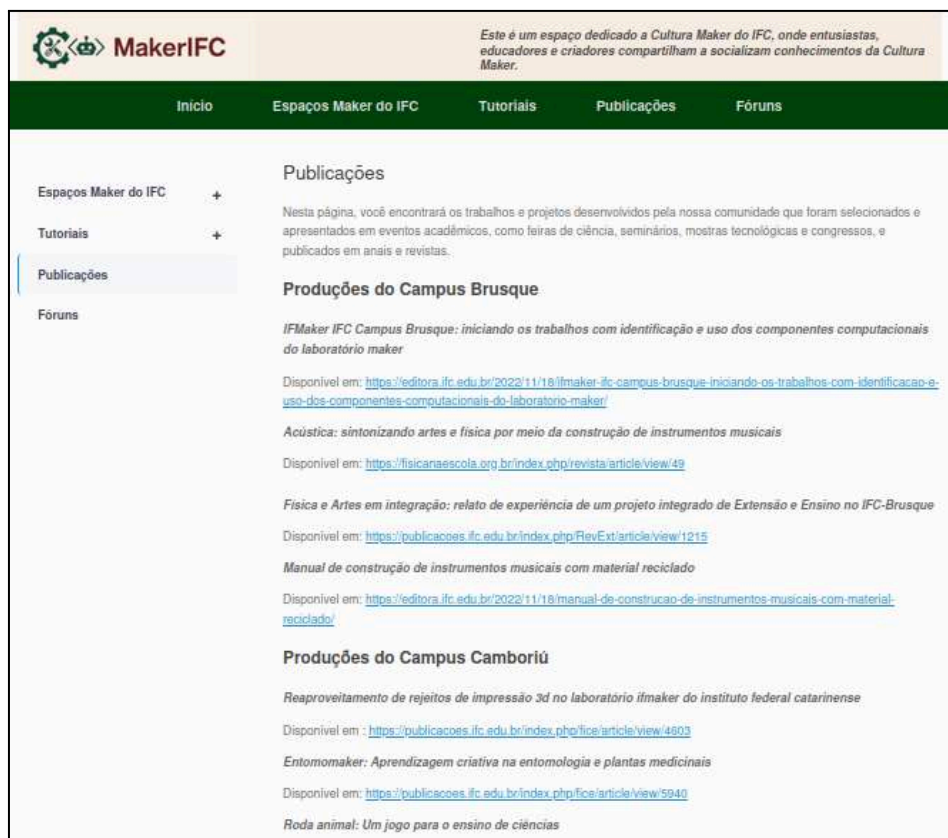 MakerIFC
Este é um espaço dedicado a Cultura Maker do IFC, onde entusiastas,
educadores e criadores compartilham a socializam conhecimentos da Cultura
Maker.
Início
Espaços Maker do IFC
Tutoriais
Publicações
Fóruns
Espaços Maker do IFC +
Tutoriais +
Publicações
Fóruns
Publicações
Nesta página, você encontrará os trabalhos e projetos desenvolvidos pela nossa comunidade que foram selecionados e
apresentados em eventos acadêmicos, como feiras de ciência, seminários, mostras tecnológicas e congressos, e
publicados em anais e revistas.
Produções do Campus Brusque
IFMaker IFC Campus Brusque: iniciando os trabalhos com identificação e uso dos componentes computacionais
do laboratório maker
Disponível em: https://editora.ifc.edu.br/2022/11/18/ifmaker-ifc-campus-brusque-iniciando-os-trabalhos-com-identificacao-e-
uso-dos-componentes-computacionais-do-laboratorio-maker/
Acústica: sintonizando artes e física por meio da construção de instrumentos musicais
Disponível em: https://fisicanaescola.org.br/index.php/revista/article/view/49
Física e Artes em integração: relato de experiência de um projeto integrado de Extensão e Ensino no IFC-Brusque
Disponível em: https://publicacoes.ifc.edu.br/index.php/RevExt/article/view/1215
Manual de construção de instrumentos musicais com material reciclado
Disponível em: https://editora.ifc.edu.br/2022/11/18/manual-de-construcao-de-instrumentos-musicais-com-material-
reciclado/
Produções do Campus Camboriú
Reaproveitamento de rejeitos de impressão 3d no laboratório ifmaker do instituto federal catarinense
Disponível em : https://publicacoes.ifc.edu.br/index.php/fice/article/view/4603
Entomomaker: Aprendizagem criativa na entomologia e plantas medicinais
Disponível em: https://publicacoes.ifc.edu.br/index.php/fice/article/view/5940
Roda animal: Um jogo para o ensino de ciências